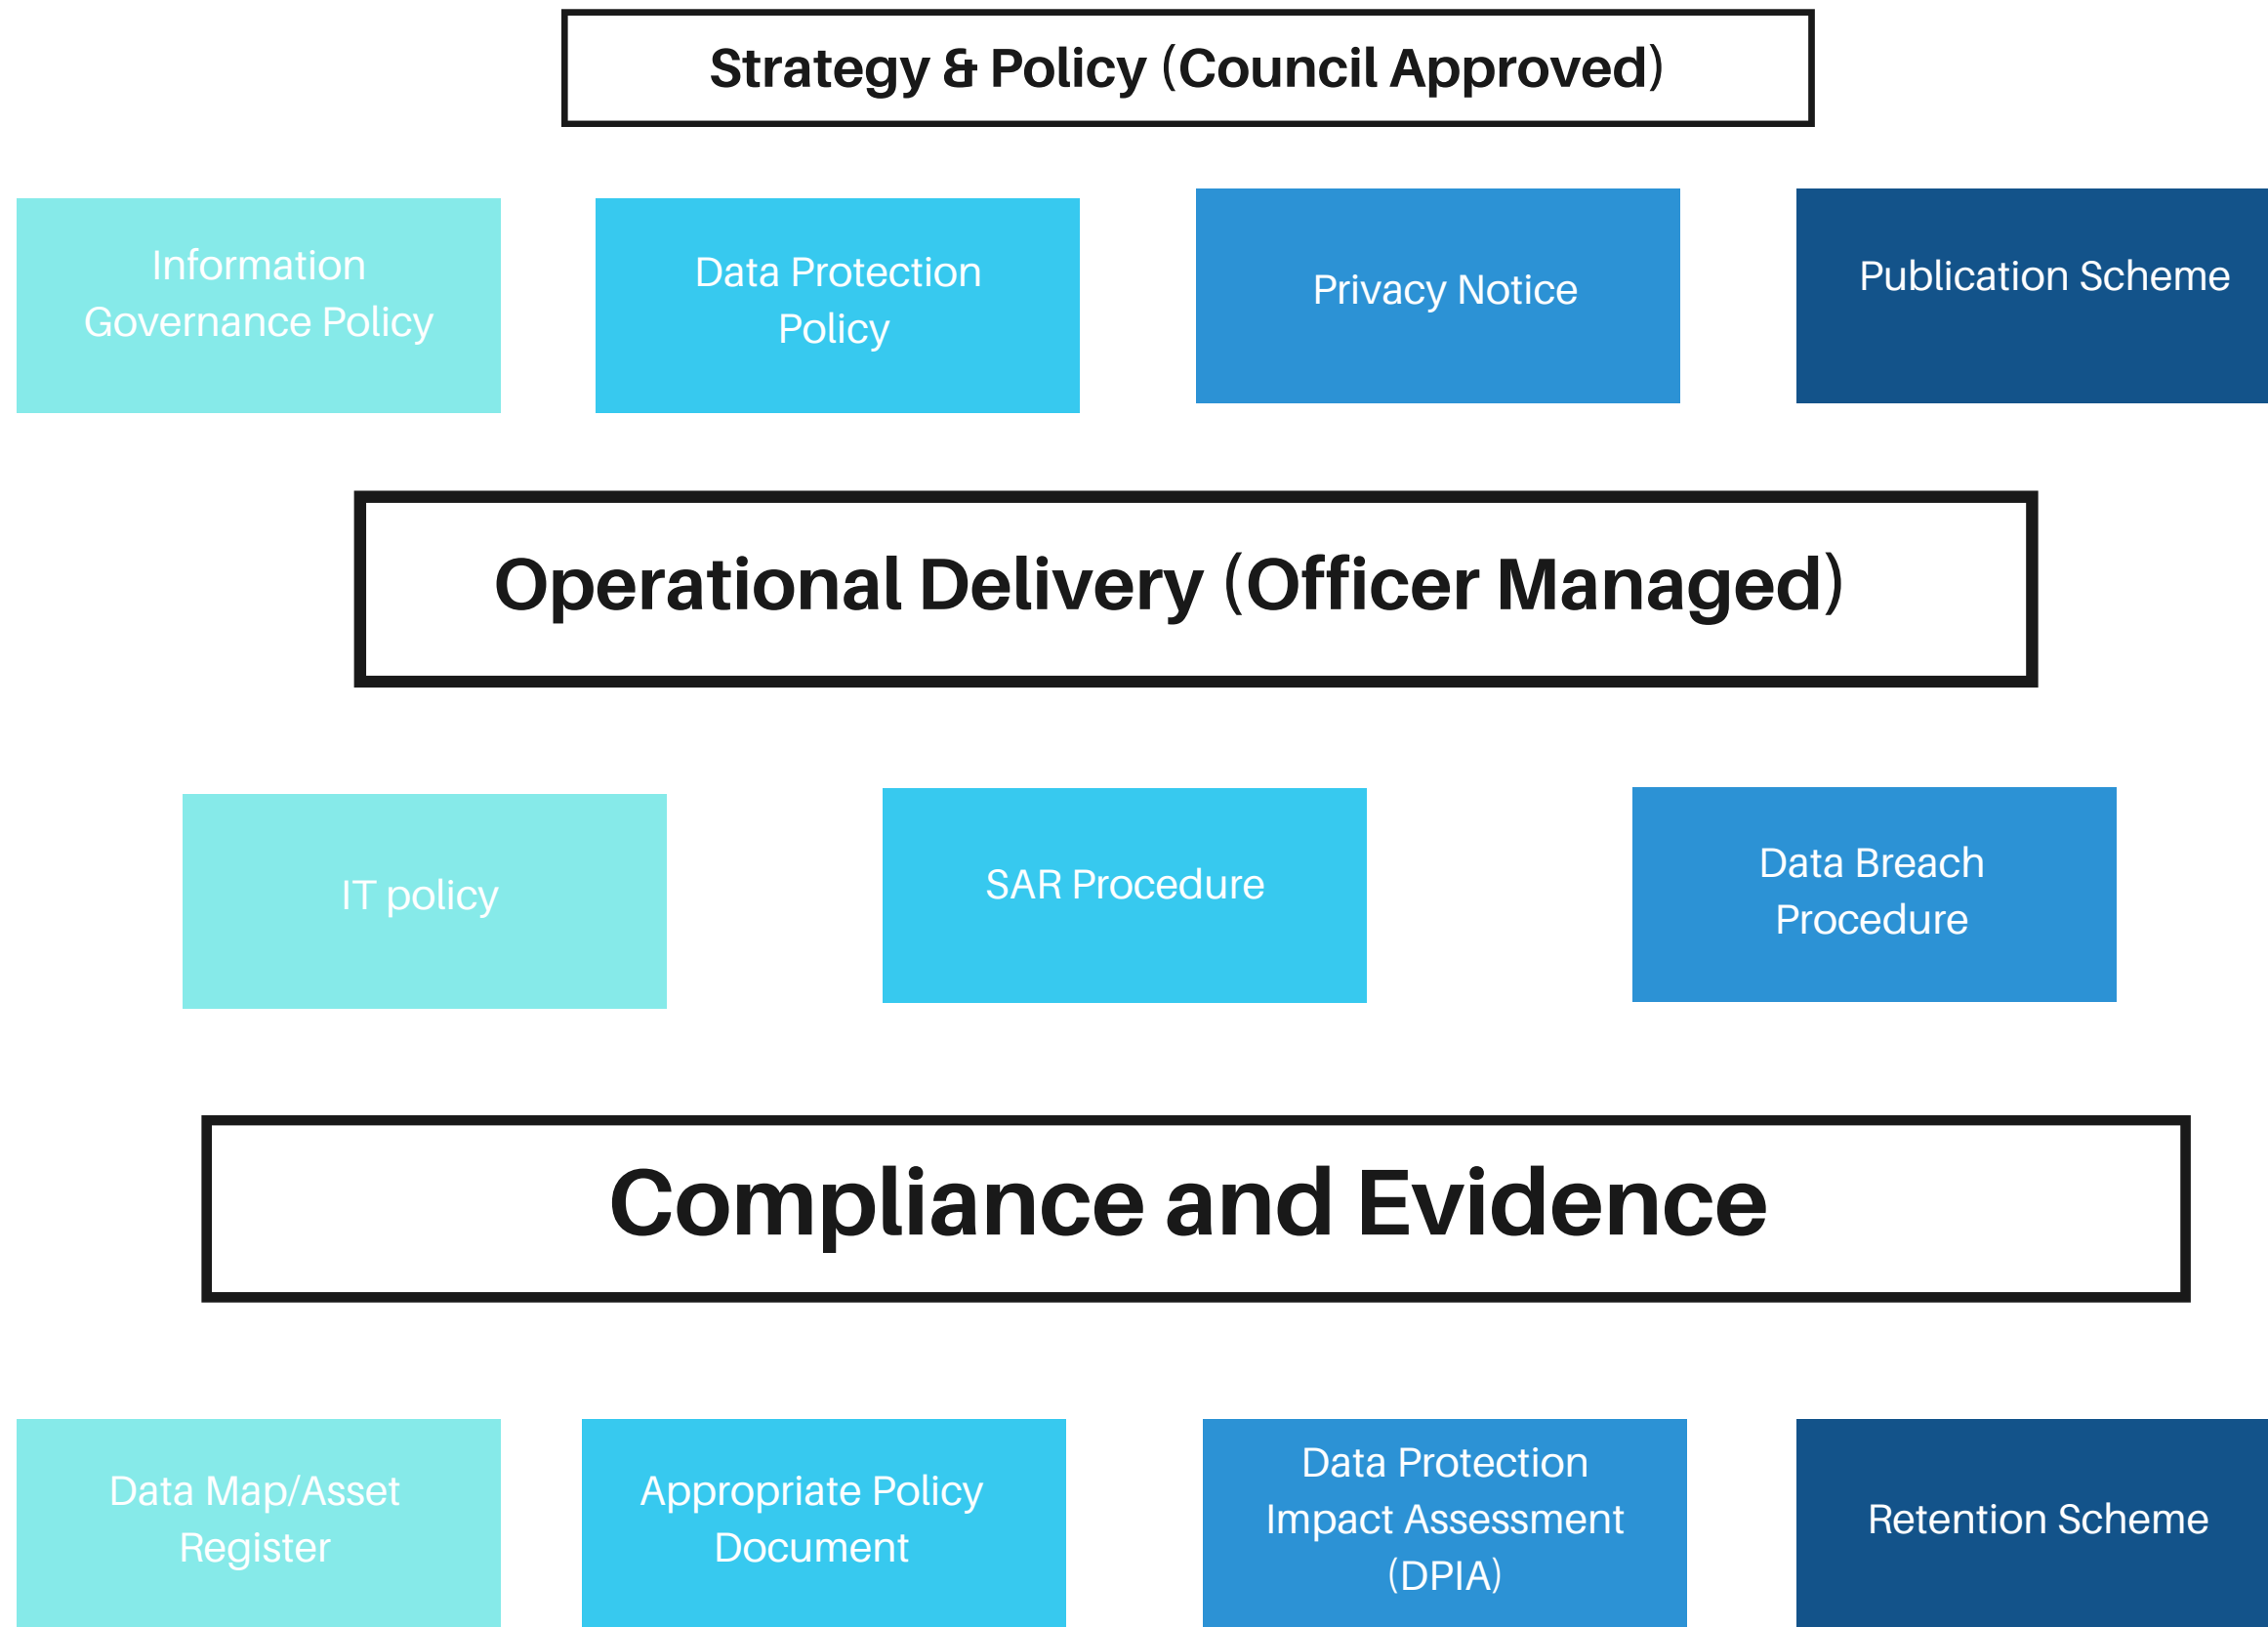 Strategy & Policy (Council Approved)
Information
Governance Policy
Data Protection
Policy
Privacy Notice
Publication Scheme
Operational Delivery (Officer Managed)
IT policy
SAR Procedure
Data Breach
Procedure
Compliance and Evidence
Data Map/Asset
Register
Appropriate Policy
Document
Data Protection
Impact Assessment
(DPIA)
Retention Scheme